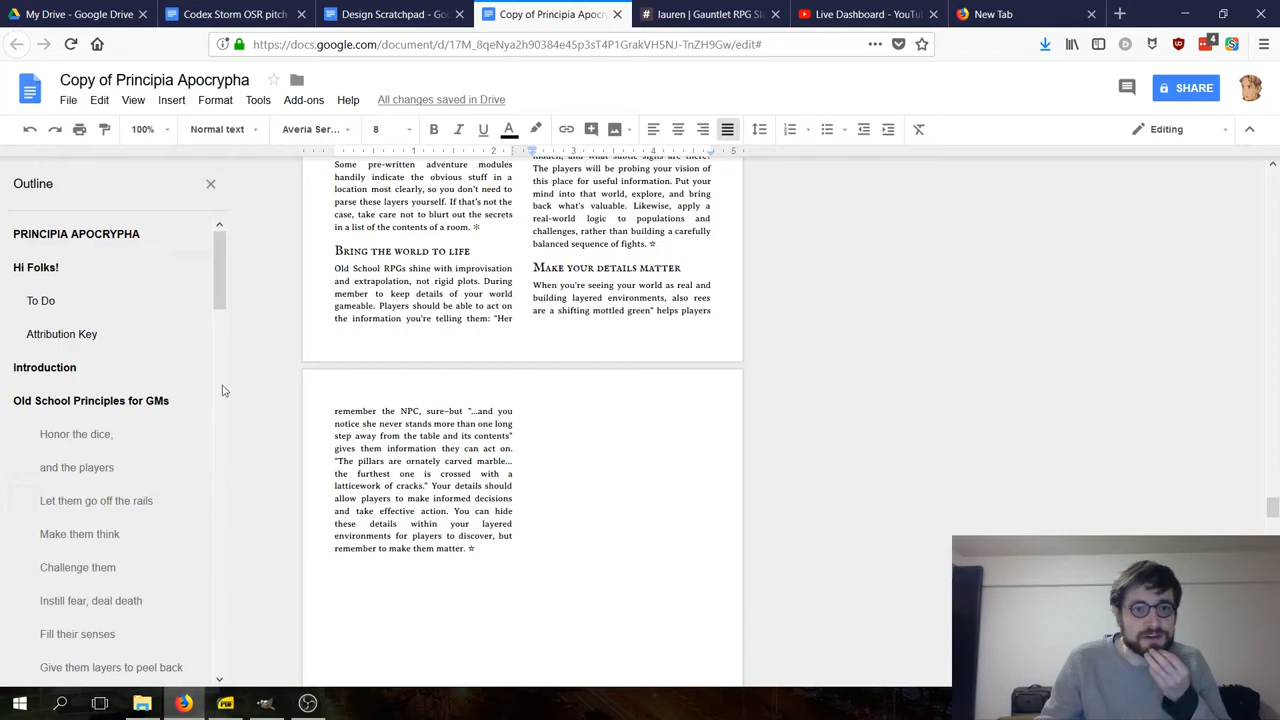 My Drive - Google Drive
Codex Storm OSR pitch
Design Scratchpad - Go
Copy of Principia Apocry
lauren | Gauntlet RPG Sla
Live Dashboard - YouTu
New Tab
https://docs.google.com/document/d/17M_8qeNya2h90384e45p3sT4P1GrakVH5NJ-TnZH9Gw/edit#
4
Copy of Principia Apocrypha
File Edit View Insert Format Tools Add-ons Help All changes saved in Drive
SHARE
100% Normal text Averia Ser... 8 B I U A Editing
1 2 3 4 5
Outline
PRINCIPIA APOCRYPHA
Hi Folks!
To Do
Attribution Key
Introduction
Old School Principles for GMs
Honor the dice,
and the players
Let them go off the rails
Make them think
Challenge them
Instill fear, deal death
Fill their senses
Give them layers to peel back
Some pre-written adventure modules
handily indicate the obvious stuff in a
location most clearly, so you don't need to
parse these layers yourself. If that's not the
case, take care not to blurt out the secrets
in a list of the contents of a room. ✻
Bring the world to life
Old School RPGs shine with improvisation
and extrapolation, not rigid plots. During
member to keep details of your world
gameable. Players should be able to act on
the information you're telling them: "Her
hidden, and what subtle signs are there?
The players will be probing your vision of
this place for useful information. Put your
mind into that world, explore, and bring
back what's valuable. Likewise, apply a
real-world logic to populations and
challenges, rather than building a carefully
balanced sequence of fights. ☆
Make your details matter
When you're seeing your world as real and
building layered environments, also rees
are a shifting mottled green" helps players
remember the NPC, sure–but "...and you
notice she never stands more than one long
step away from the table and its contents"
gives them information they can act on.
"The pillars are ornately carved marble...
the furthest one is crossed with a
latticework of cracks." Your details should
allow players to make informed decisions
and take effective action. You can hide
these details within your layered
environments for players to discover, but
remember to make them matter. ☆